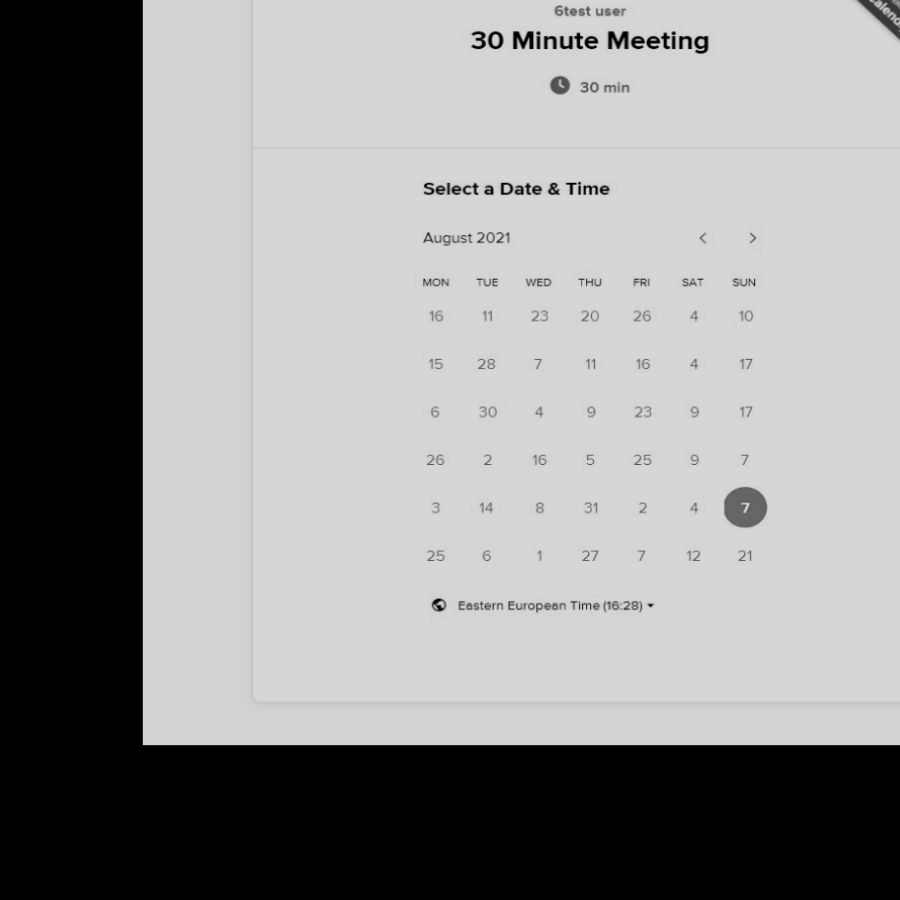 6test user
30 Minute Meeting
30 min
Select a Date & Time
August 2021
MON TUE WED THU FRI SAT SUN
16 11 23 20 26 4 10
15 28 7 11 16 4 17
6 30 4 9 23 9 17
26 2 16 5 25 9 7
3 14 8 31 2 4 7
25 6 1 27 7 12 21
Eastern European Time (16:28)